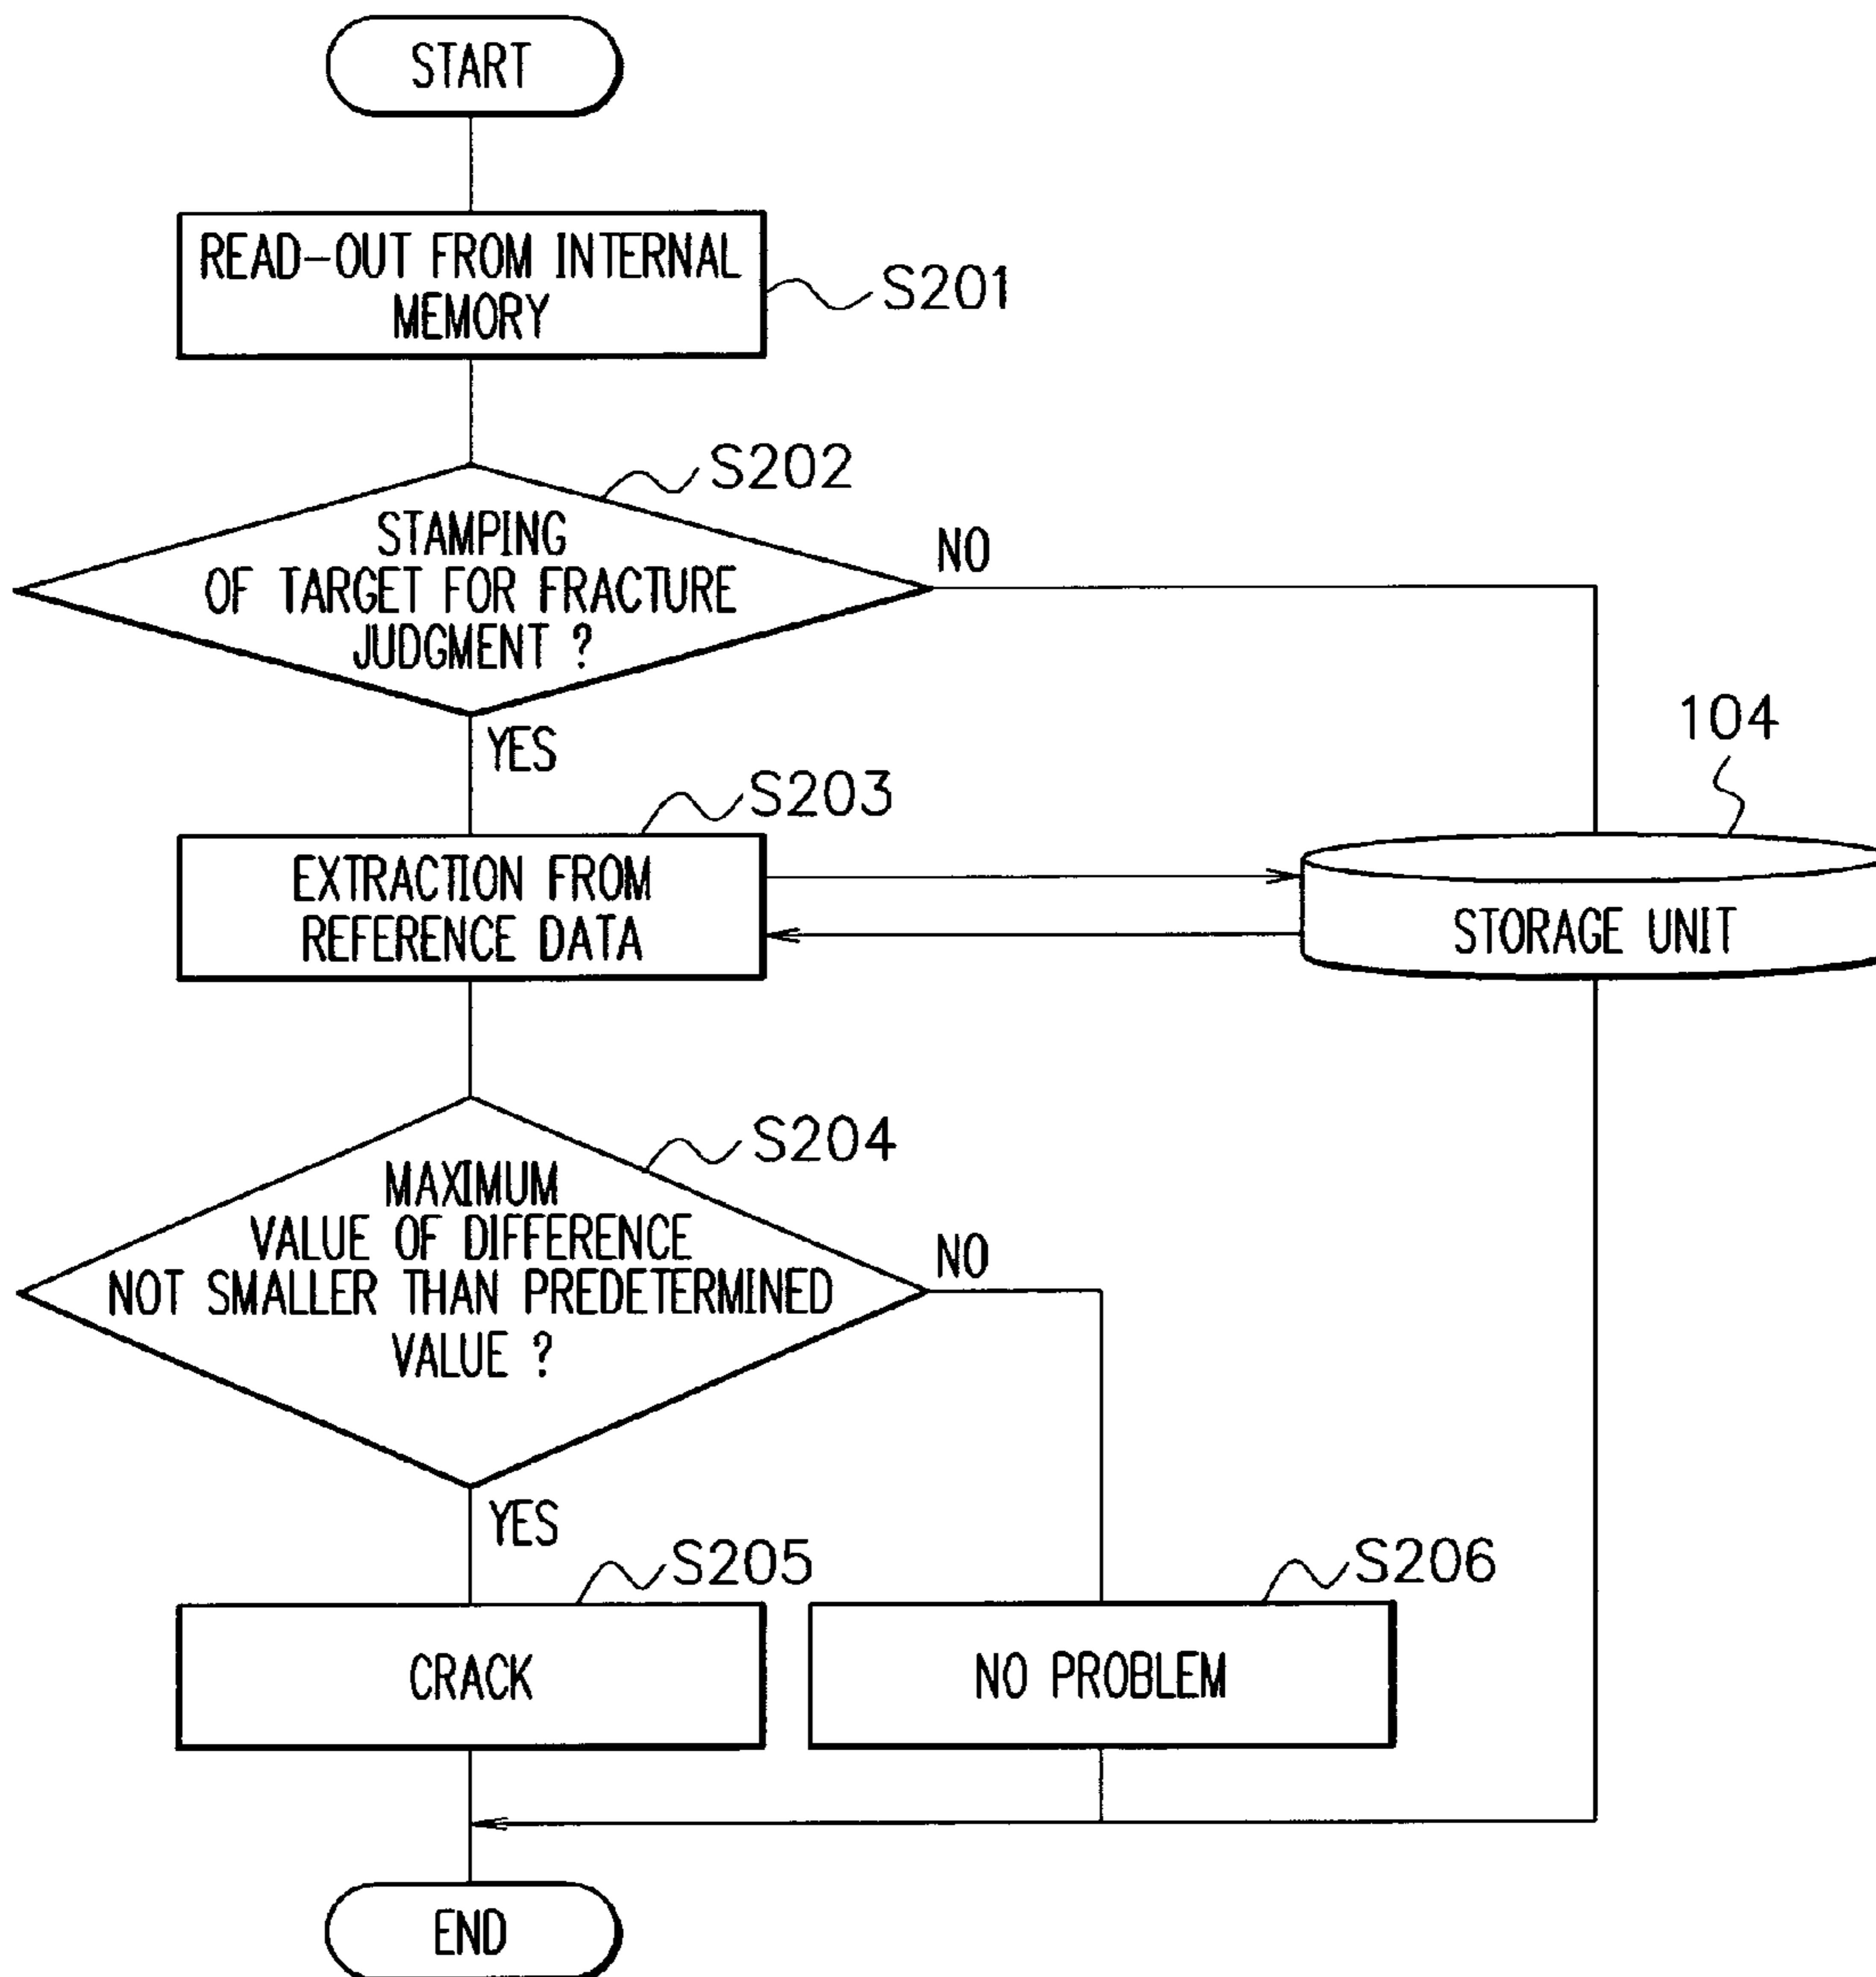 START
READ-OUT FROM INTERNAL
MEMORY
S201
S202
STAMPING
OF TARGET FOR FRACTURE
JUDGMENT ?
NO
YES
104
S203
EXTRACTION FROM
REFERENCE DATA
STORAGE UNIT
S204
MAXIMUM
VALUE OF DIFFERENCE
NOT SMALLER THAN PREDETERMINED
VALUE ?
NO
YES
S205
S206
CRACK
NO PROBLEM
END